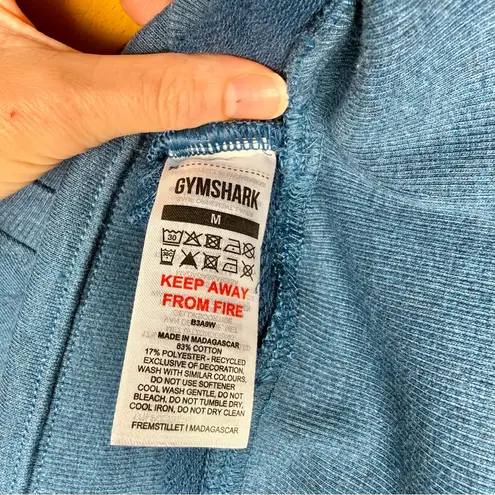 GYMSHARK
M
30
KEEP AWAY
FROM FIRE
B3A9W
MADE IN MADAGASCAR
83% COTTON
17% POLYESTER - RECYCLED
EXCLUSIVE OF DECORATION.
WASH WITH SIMILAR COLOURS,
DO NOT USE SOFTENER
COOL WASH GENTLE, DO NOT
BLEACH, DO NOT TUMBLE DRY,
COOL IRON, DO NOT DRY CLEAN
FREMSTILLET I MADAGASCAR